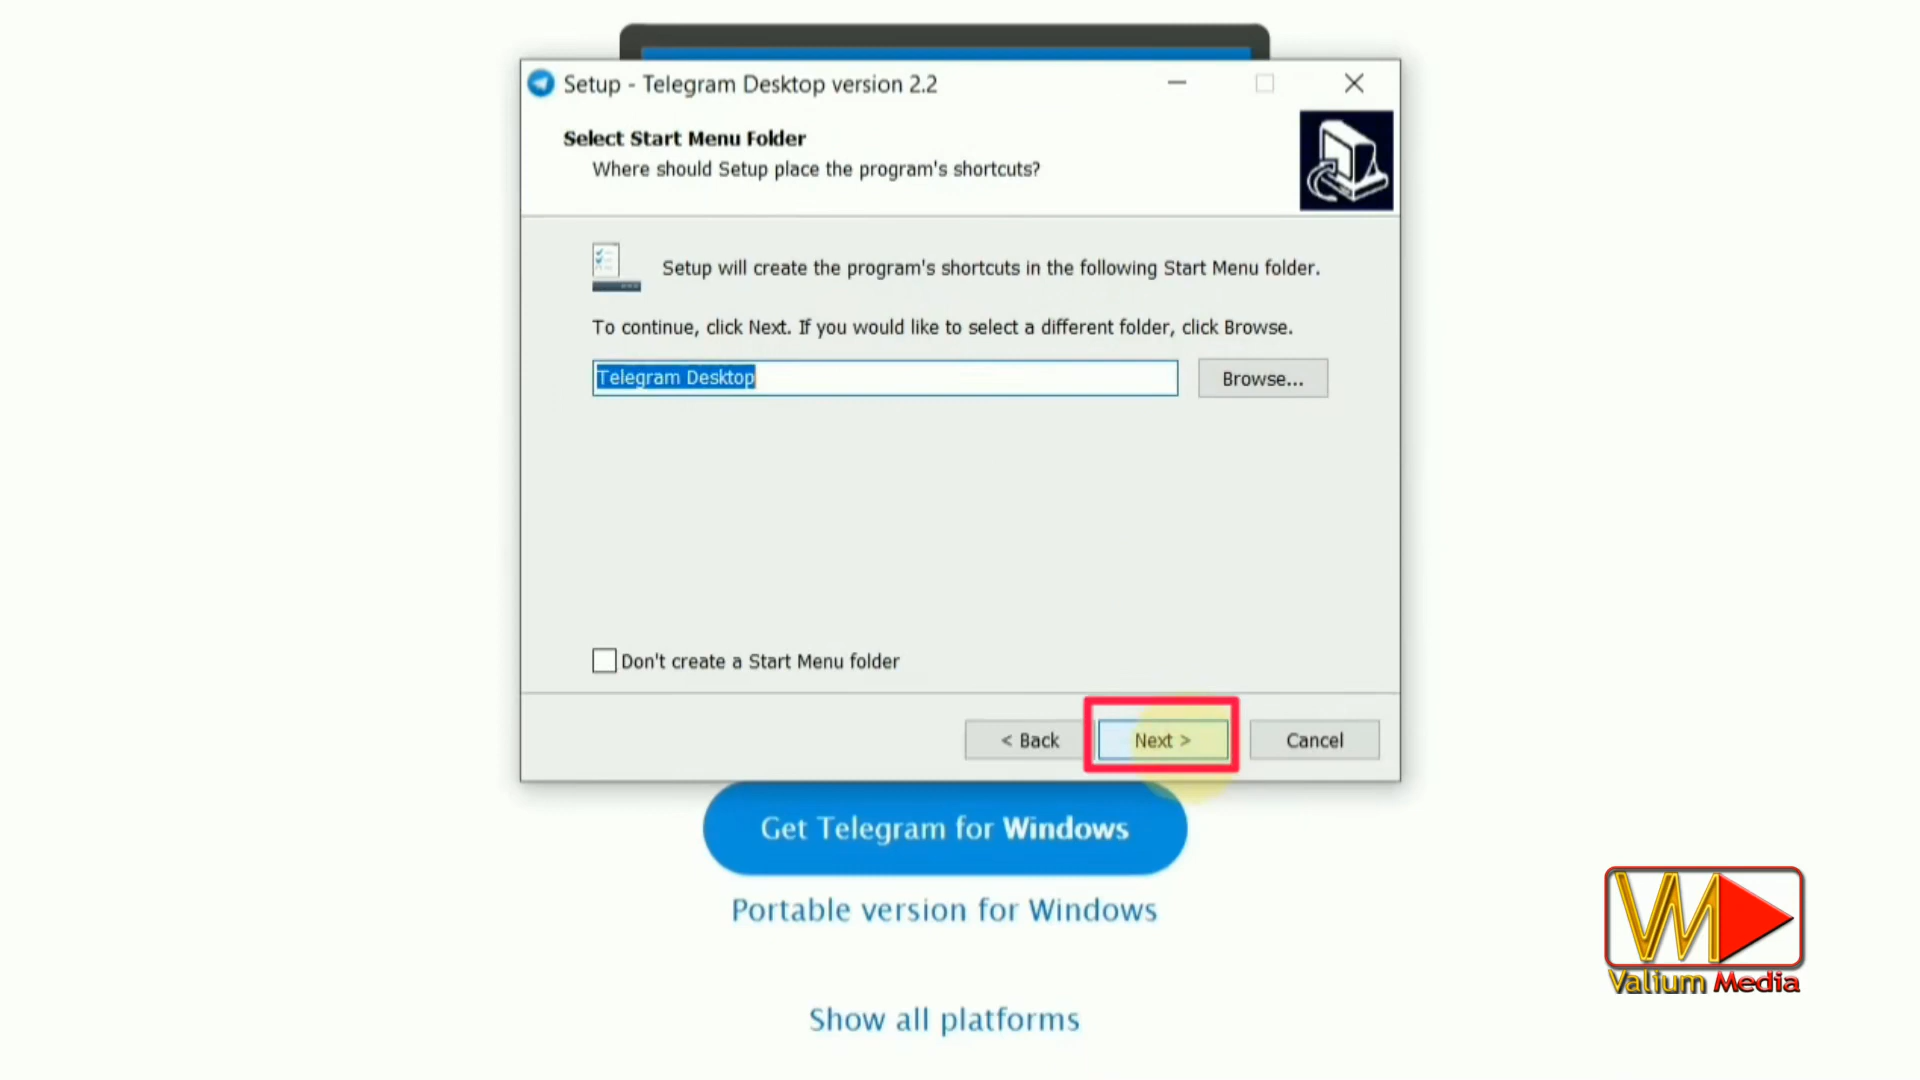 Setup - Telegram Desktop version 2.2
Select Start Menu Folder
Where should Setup place the program's shortcuts?
Setup will create the program's shortcuts in the following Start Menu folder.
To continue, click Next. If you would like to select a different folder, click Browse.
Telegram Desktop
Browse...
Don't create a Start Menu folder
< Back
Next >
Cancel
Get Telegram for Windows
Portable version for Windows
Show all platforms
VM
Valium Media